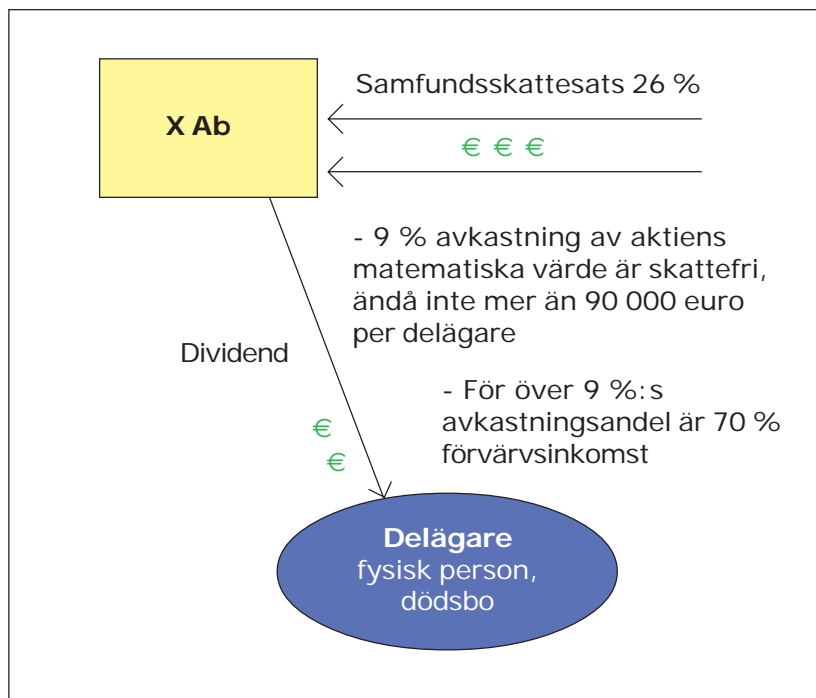 X Ab
Samfundsskattesats 26 %
€ € €
- 9 % avkastning av aktiens
matematiska värde är skattefri,
ändå inte mer än 90 000 euro
per delägare
Dividend
- För över 9 %:s
avkastningsandel är 70 %
förvärvsinkomst
€
€
Delägare
fysisk person,
dödsbo